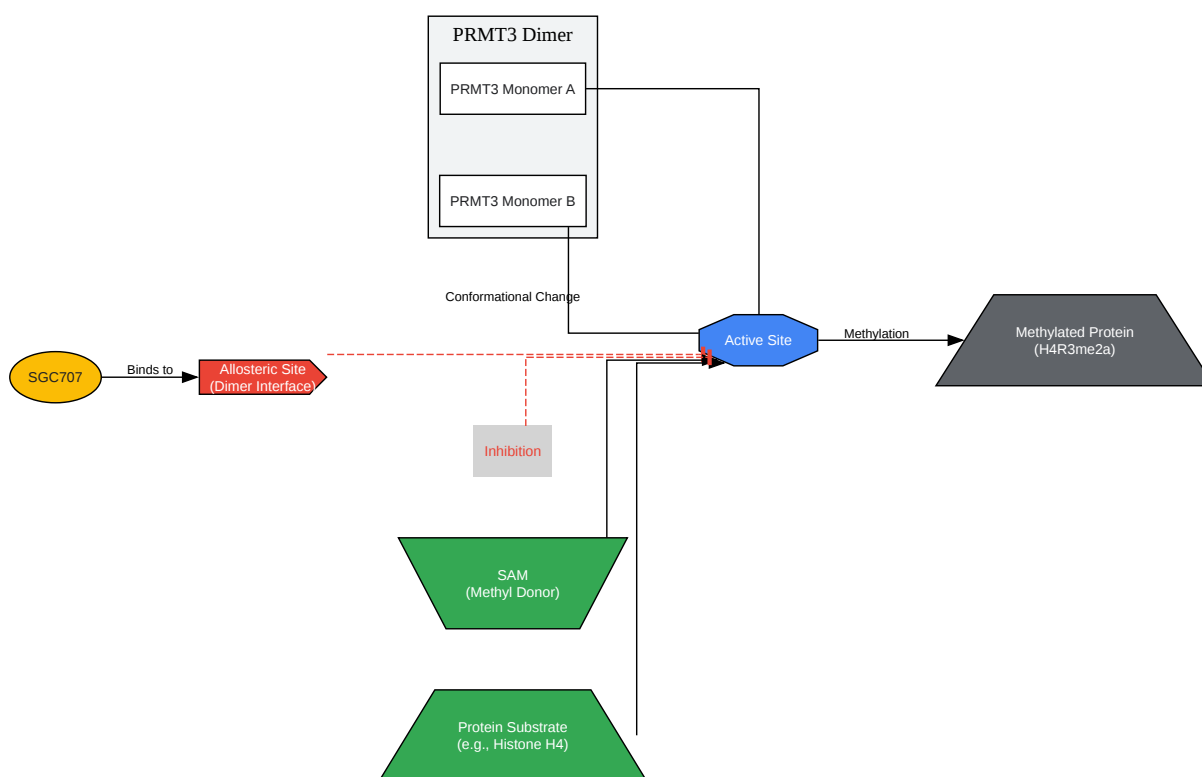 PRMT3 Dimer
PRMT3 Monomer A
PRMT3 Monomer B
Conformational Change
Active Site
Methylation
Methylated Protein
(H4R3me2a)
SGC707
Binds to
Allosteric Site
(Dimer Interface)
Inhibition
SAM
(Methyl Donor)
Protein Substrate
(e.g., Histone H4)